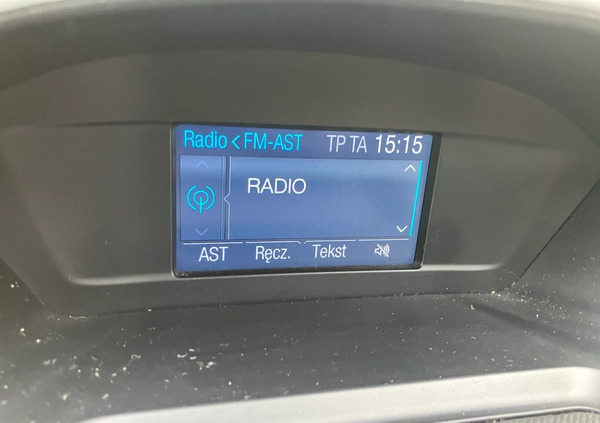 Radio < FM-AST TP TA 15:15
RADIO
AST Ręcz. Tekst